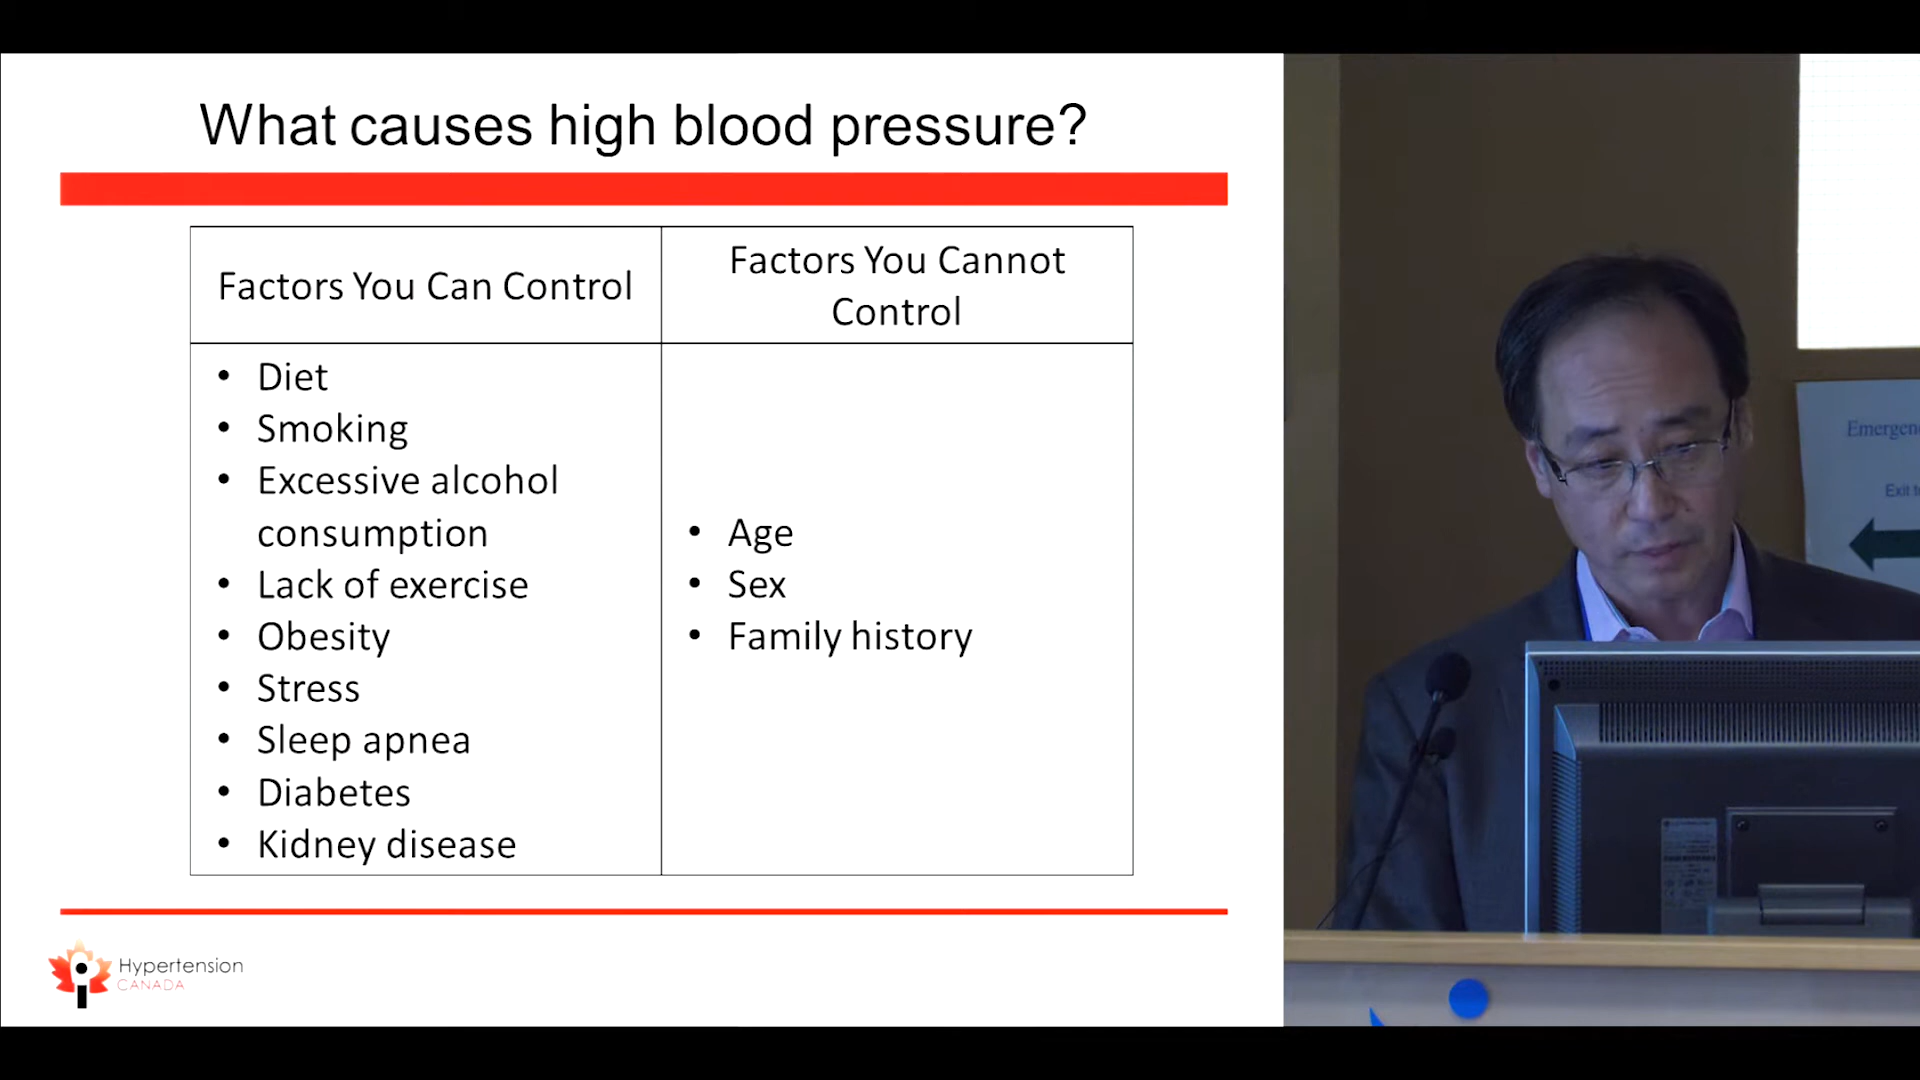 What causes high blood pressure?
Factors You Can Control
Factors You Cannot
Control
• Diet
• Smoking
• Excessive alcohol
consumption
• Lack of exercise
• Obesity
• Stress
• Sleep apnea
• Diabetes
• Kidney disease
• Age
• Sex
• Family history
Hypertension
CANADA
Exit